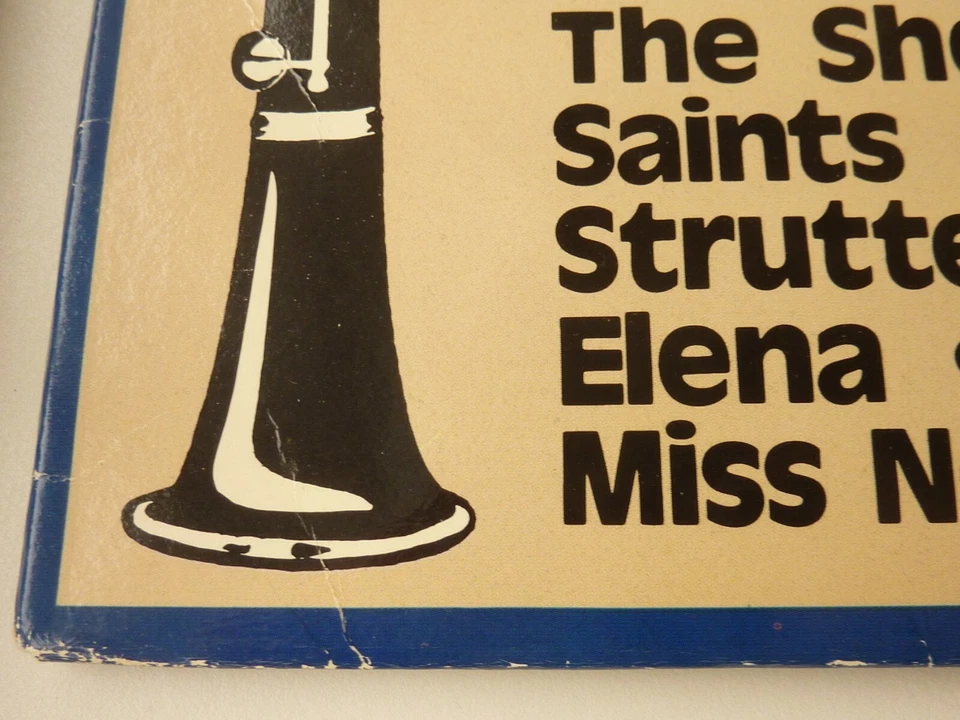 The Sh
Saints
Strutte
Elena
Miss N